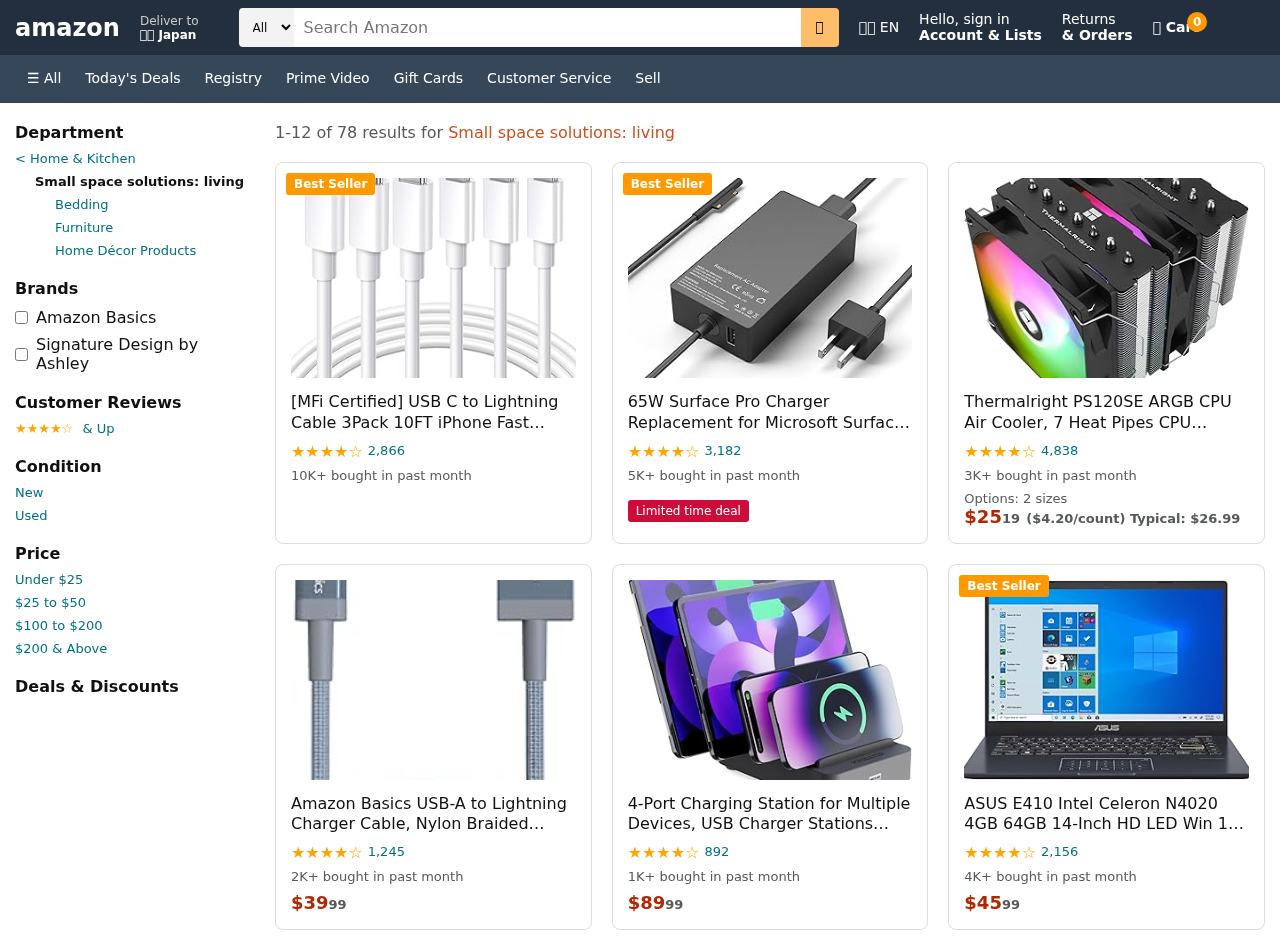 amazon
Deliver to
Japan
All
Search Amazon
EN
Hello, sign in
Account & Lists
Returns
& Orders
0
☰ All
Today's Deals
Registry
Prime Video
Gift Cards
Customer Service
Sell
Department
< Home & Kitchen
Small space solutions: living
Bedding
Furniture
Home Décor Products
Brands
Amazon Basics
Signature Design by
Ashley
Customer Reviews
★★★★☆ & Up
Condition
New
Used
Price
Under $25
$25 to $50
$100 to $200
$200 & Above
Deals & Discounts
1-12 of 78 results for Small space solutions: living
Best Seller
[MFi Certified] USB C to Lightning
Cable 3Pack 10FT iPhone Fast...
★★★★☆ 2,866
10K+ bought in past month
Best Seller
Replacement AC Adapter
65W Surface Pro Charger
Replacement for Microsoft Surfac...
★★★★☆ 3,182
5K+ bought in past month
Limited time deal
THERMALRIGHT
THERMALRIGHT
Thermalright PS120SE ARGB CPU
Air Cooler, 7 Heat Pipes CPU...
★★★★☆ 4,838
3K+ bought in past month
Options: 2 sizes
$25 19 ($4.20/count) Typical: $26.99
Amazon Basics USB-A to Lightning
Charger Cable, Nylon Braided...
★★★★☆ 1,245
2K+ bought in past month
$39 99
4-Port Charging Station for Multiple
Devices, USB Charger Stations...
★★★★☆ 892
1K+ bought in past month
$89 99
Best Seller
ASUS
ASUS E410 Intel Celeron N4020
4GB 64GB 14-Inch HD LED Win 1...
★★★★☆ 2,156
4K+ bought in past month
$45 99